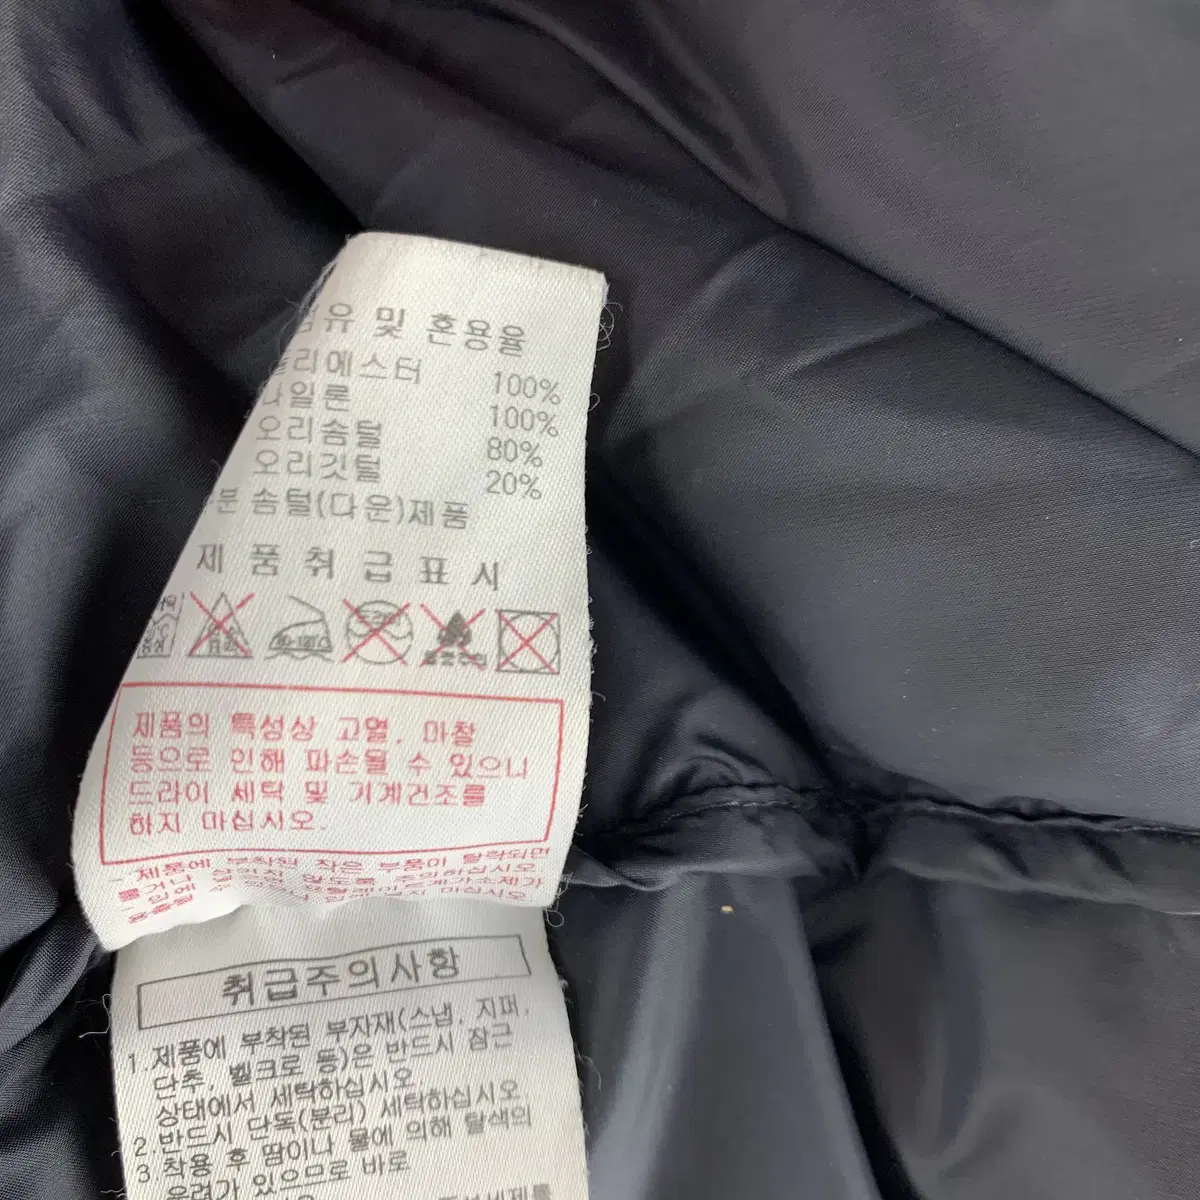 섬유 및 혼용율
폴리에스터 100%
나일론 100%
오리솜털 80%
오리깃털 20%
솜털(다운)제품
제품취급표시
제품의 특성상 고열, 마찰
등으로 인해 파손될 수 있으니
드라이 세탁 및 기계건조를
하지 마십시오.
- 제품에 부착된 작은 부품이 탈락되면
취급주의사항
1.제품에 부착된 부자재(스냅, 지퍼,
단추, 벨크로 등)은 반드시 잠근
상태에서 세탁하십시오.
2.반드시 단독(분리) 세탁하십시오
3.착용 후 땀이나 물에 의해 탈색의
우려가 있으므로 바로